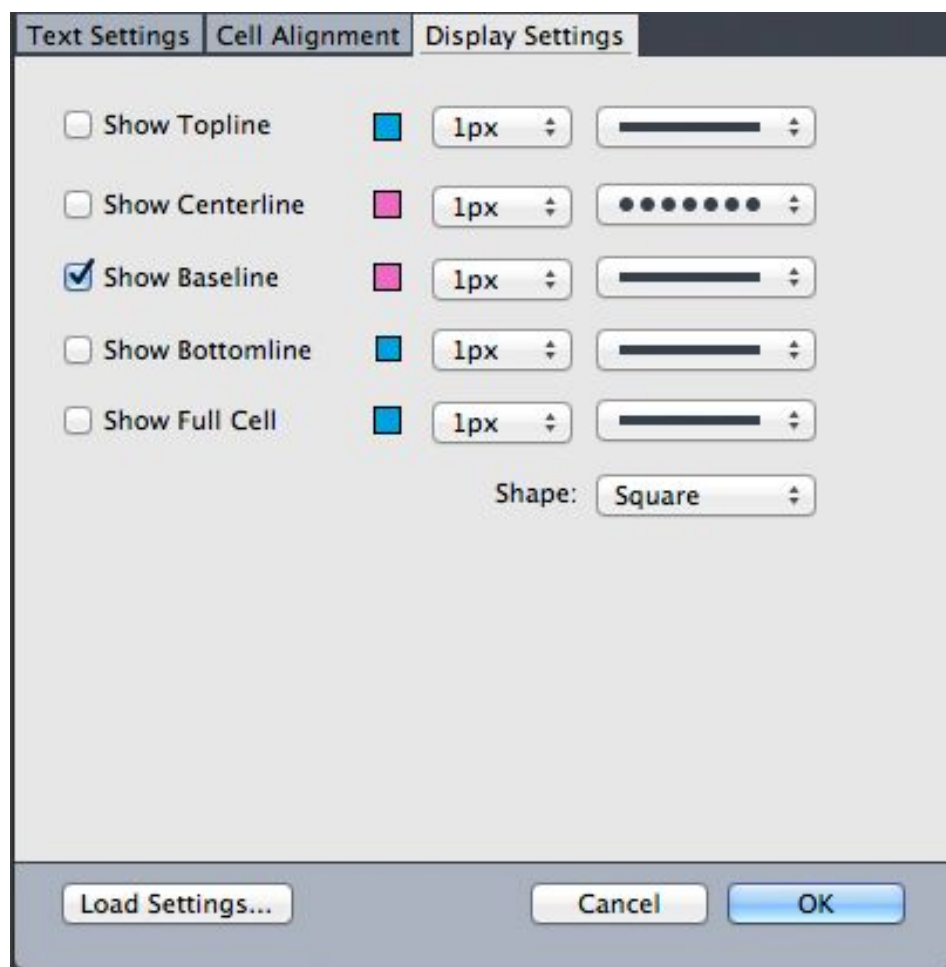 Text Settings Cell Alignment Display Settings
Show Topline 1px
Show Centerline 1px
Show Baseline 1px
Show Bottomline 1px
Show Full Cell 1px
Shape: Square
Load Settings... Cancel OK